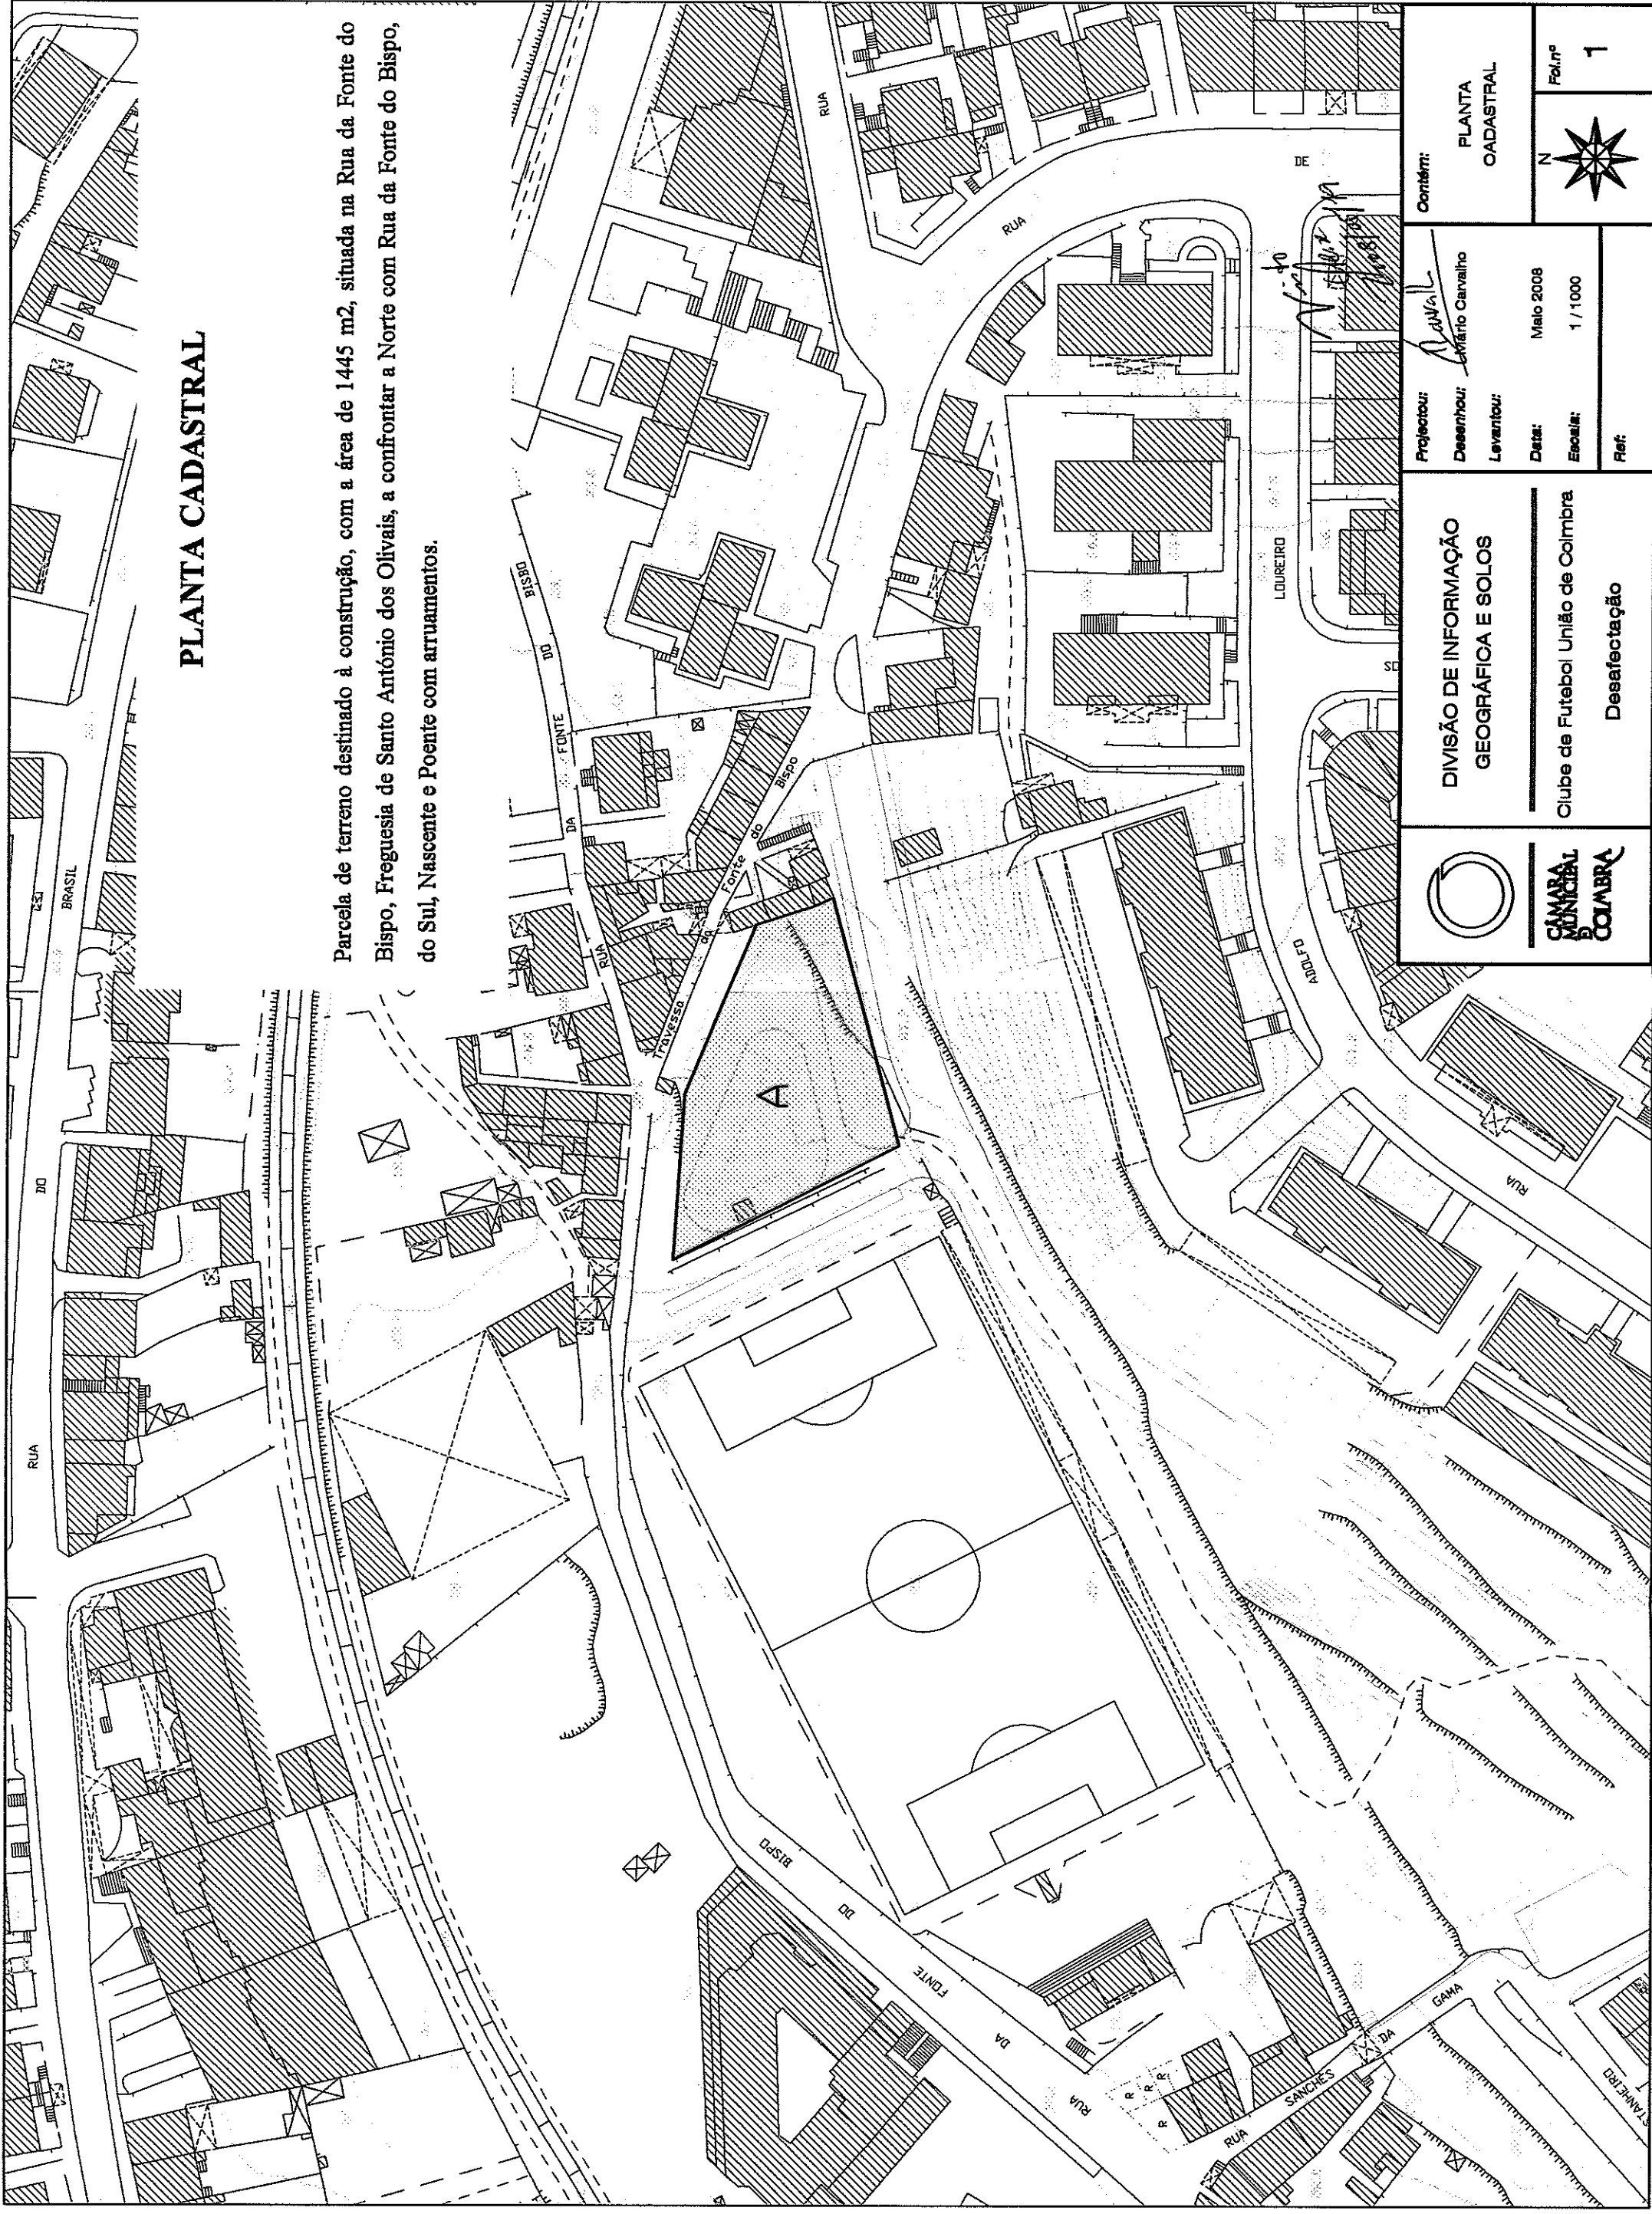 PLANTA CADASTRAL
Parcela de terreno destinado à construção, com a área de 1445 m2, situada na Rua da Fonte do
Bispo, Freguesia de Santo António dos Olivais, a confrontar a Norte com Rua da Fonte do Bispo,
do Sul, Nascente e Poente com arruamentos.
RUA
DO
BRASIL
RUA
DA
FONTE
DO
BISBO
Travessa
da
Fonte
do
Bispo
A
RUA
DA
FONTE
DO
BISPO
RUA
SANCHES
DA
GAMA
R
R
R
R
RUA
ADOLFO
LOUREIRO
RUA
RUA
DE
CÂMARA
MUNICIPAL
D
COIMBRA
DIVISÃO DE INFORMAÇÃO
GEOGRÁFICA E SOLOS
Clube de Futebol União de Coimbra
Desafectação
Projectou:
Desenhou: Mário Carvalho
Levantou:
Data: Maio 2008
Escala: 1 / 1000
Ref:
Contém:
PLANTA
CADASTRAL
N
Fol.nº
1